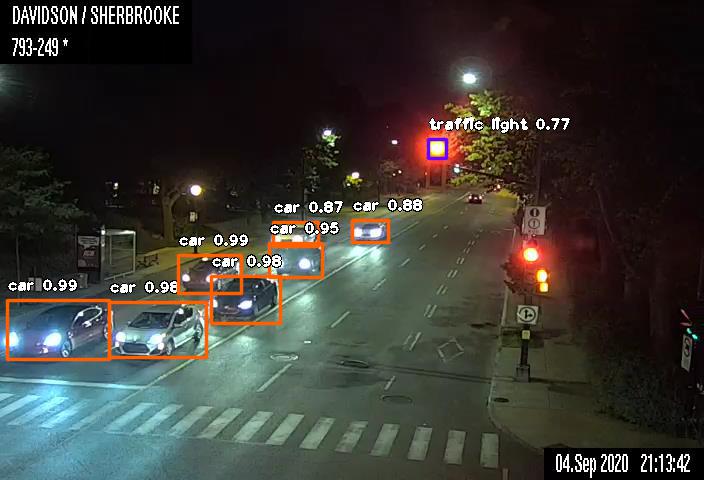 DAVIDSON / SHERBROOKE
793-249 *
traffic light 0.77
car 0.87
car 0.88
car 0.95
car 0.99
car 0.98
car 0.99
car 0.98
04.Sep 2020 21:13:42